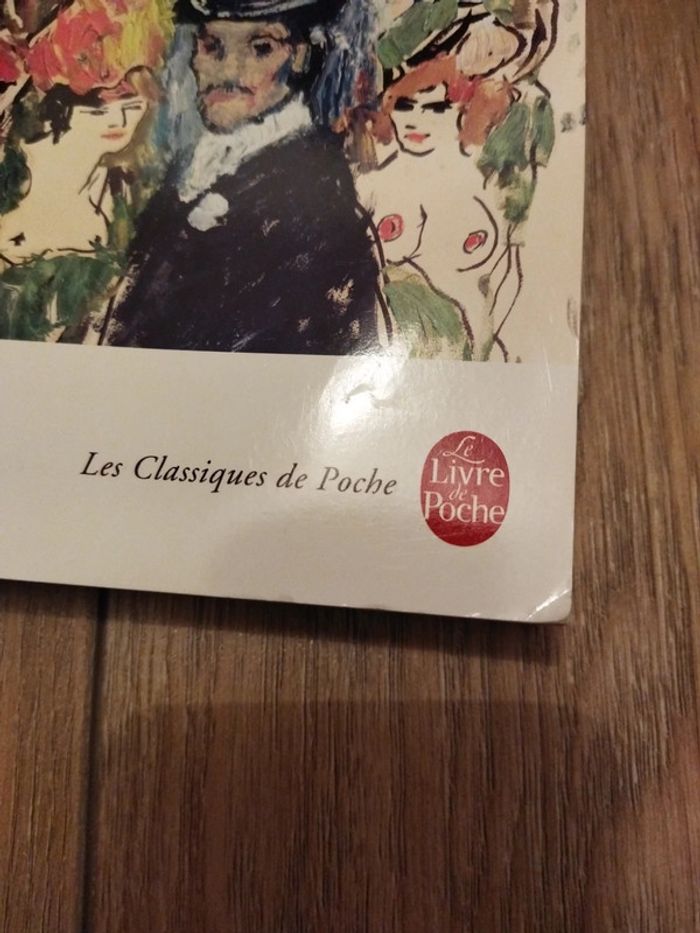 Les Classiques de Poche
Le
Livre
de
Poche